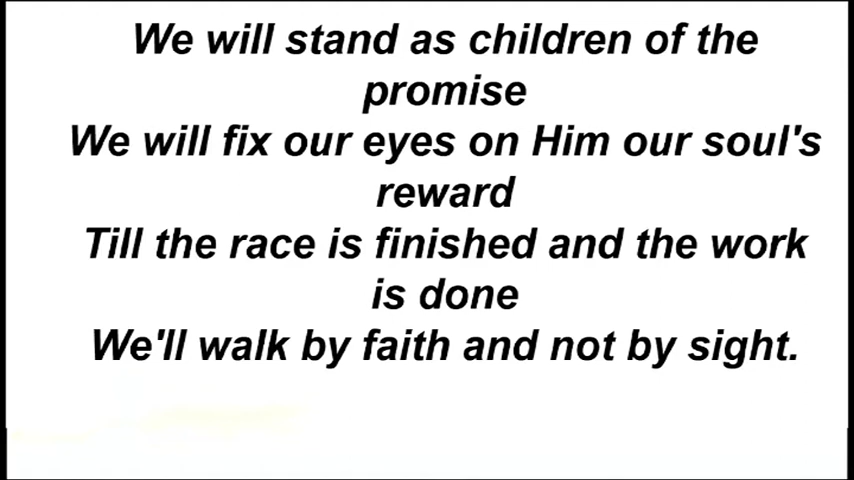 We will stand as children of the
promise
We will fix our eyes on Him our soul's
reward
Till the race is finished and the work
is done
We'll walk by faith and not by sight.